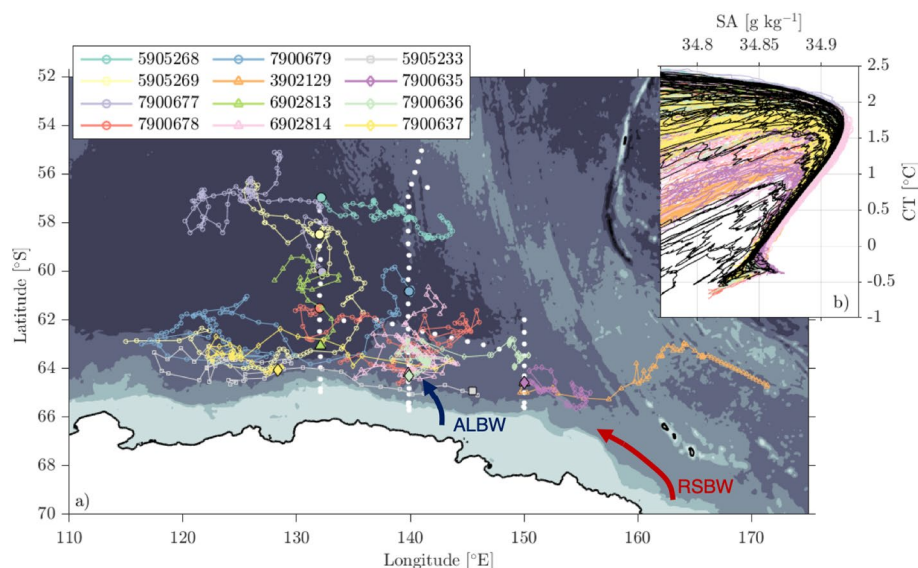 SA [g kg⁻¹]
34.8 34.85 34.9
5905268 7900679 5905233
5905269 3902129 7900635
7900677 6902813 7900636
7900678 6902814 7900637
2.5
2
1.5
1
0.5
0
-0.5
-1
CT [°C]
b)
52
54
56
58
60
62
64
66
68
70
Latitude [°S]
ALBW
RSBW
a)
110 120 130 140 150 160 170
Longitude [°E]